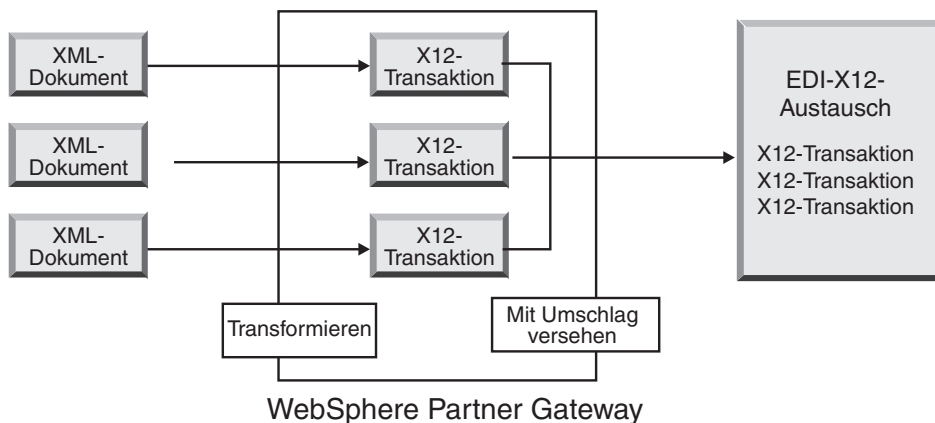 XML-
Dokument
X12-
Transaktion
XML-
Dokument
X12-
Transaktion
XML-
Dokument
X12-
Transaktion
EDI-X12-
Austausch
X12-Transaktion
X12-Transaktion
X12-Transaktion
Transformieren
Mit Umschlag
versehen
WebSphere Partner Gateway